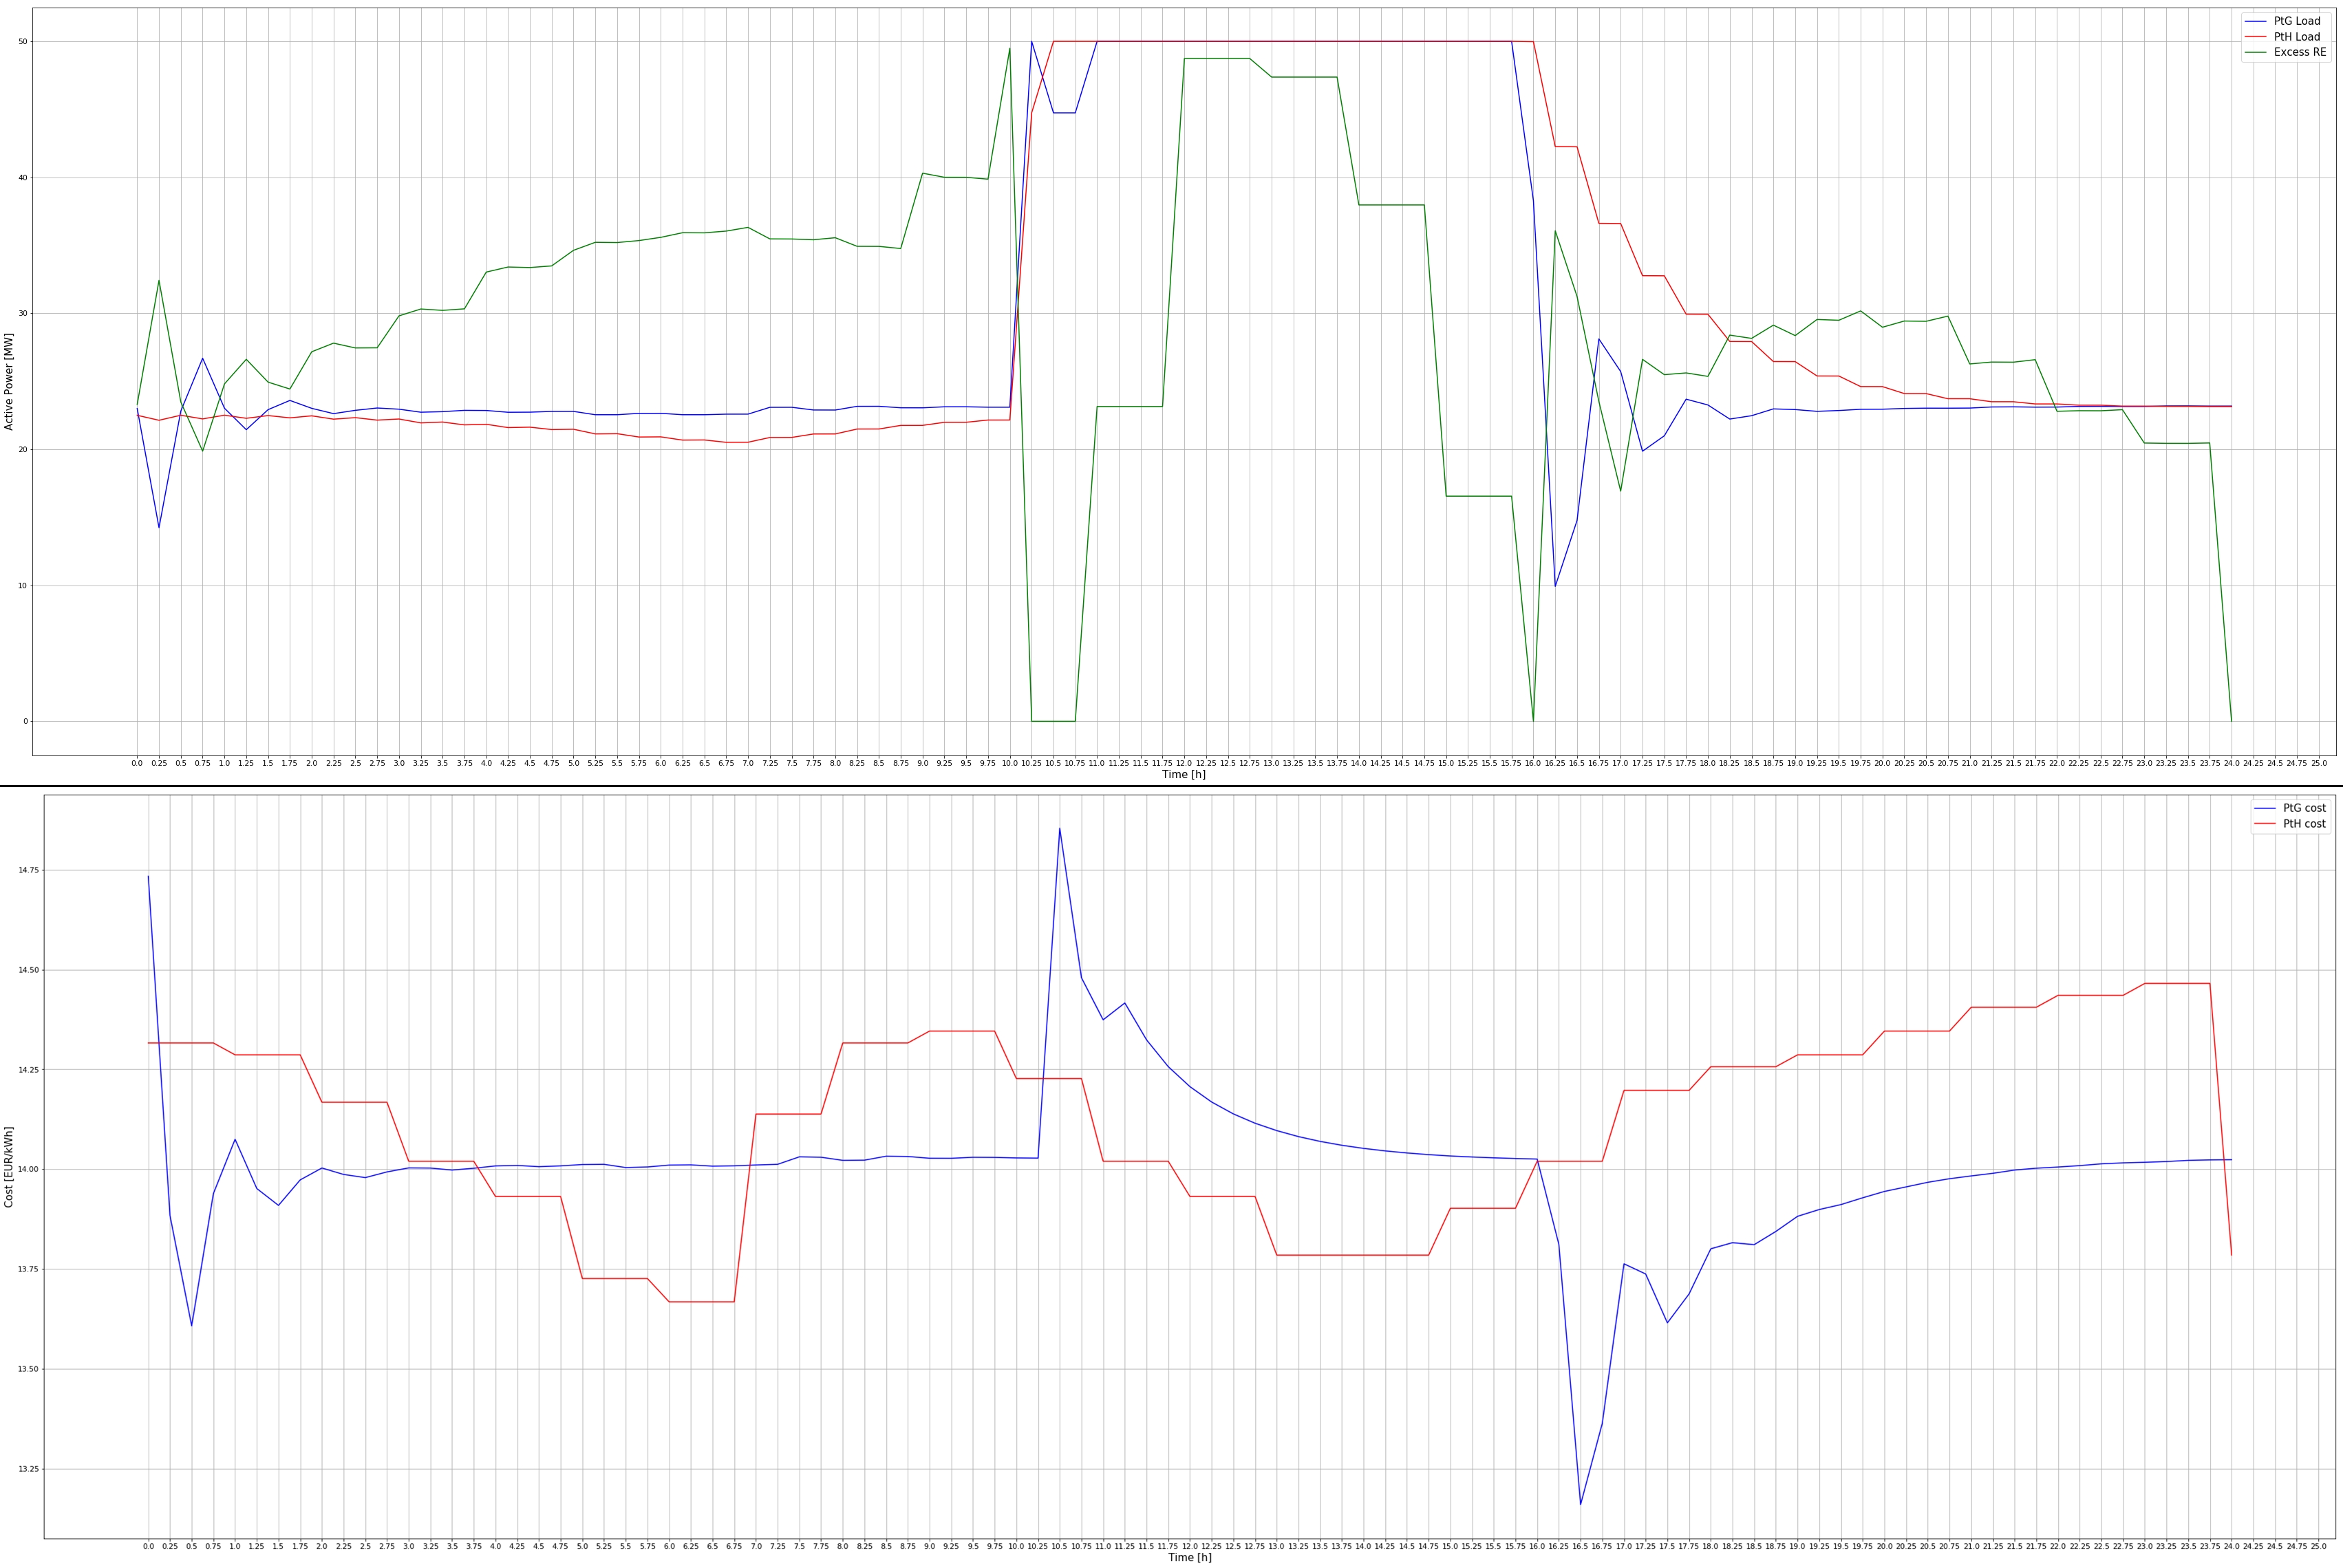 PtG Load
PtH Load
Excess RE
Active Power [MW]
50
40
30
20
10
0
0.0 0.25 0.5 0.75 1.0 1.25 1.5 1.75 2.0 2.25 2.5 2.75 3.0 3.25 3.5 3.75 4.0 4.25 4.5 4.75 5.0 5.25 5.5 5.75 6.0 6.25 6.5 6.75 7.0 7.25 7.5 7.75 8.0 8.25 8.5 8.75 9.0 9.25 9.5 9.75 10.0 10.25 10.5 10.75 11.0 11.25 11.5 11.75 12.0 12.25 12.5 12.75 13.0 13.25 13.5 13.75 14.0 14.25 14.5 14.75 15.0 15.25 15.5 15.75 16.0 16.25 16.5 16.75 17.0 17.25 17.5 17.75 18.0 18.25 18.5 18.75 19.0 19.25 19.5 19.75 20.0 20.25 20.5 20.75 21.0 21.25 21.5 21.75 22.0 22.25 22.5 22.75 23.0 23.25 23.5 23.75 24.0 24.25 24.5 24.75 25.0
Time [h]
PtG cost
PtH cost
Cost [EUR/kWh]
14.75
14.50
14.25
14.00
13.75
13.50
13.25
0.0 0.25 0.5 0.75 1.0 1.25 1.5 1.75 2.0 2.25 2.5 2.75 3.0 3.25 3.5 3.75 4.0 4.25 4.5 4.75 5.0 5.25 5.5 5.75 6.0 6.25 6.5 6.75 7.0 7.25 7.5 7.75 8.0 8.25 8.5 8.75 9.0 9.25 9.5 9.75 10.0 10.25 10.5 10.75 11.0 11.25 11.5 11.75 12.0 12.25 12.5 12.75 13.0 13.25 13.5 13.75 14.0 14.25 14.5 14.75 15.0 15.25 15.5 15.75 16.0 16.25 16.5 16.75 17.0 17.25 17.5 17.75 18.0 18.25 18.5 18.75 19.0 19.25 19.5 19.75 20.0 20.25 20.5 20.75 21.0 21.25 21.5 21.75 22.0 22.25 22.5 22.75 23.0 23.25 23.5 23.75 24.0 24.25 24.5 24.75 25.0
Time [h]